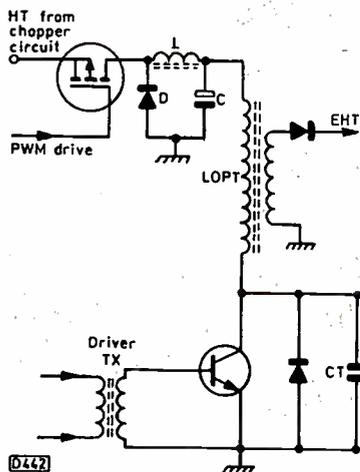 HT from
chopper
circuit
L
D
C
PWM drive
LOPT
EHT
Driver
TX
CT
D442